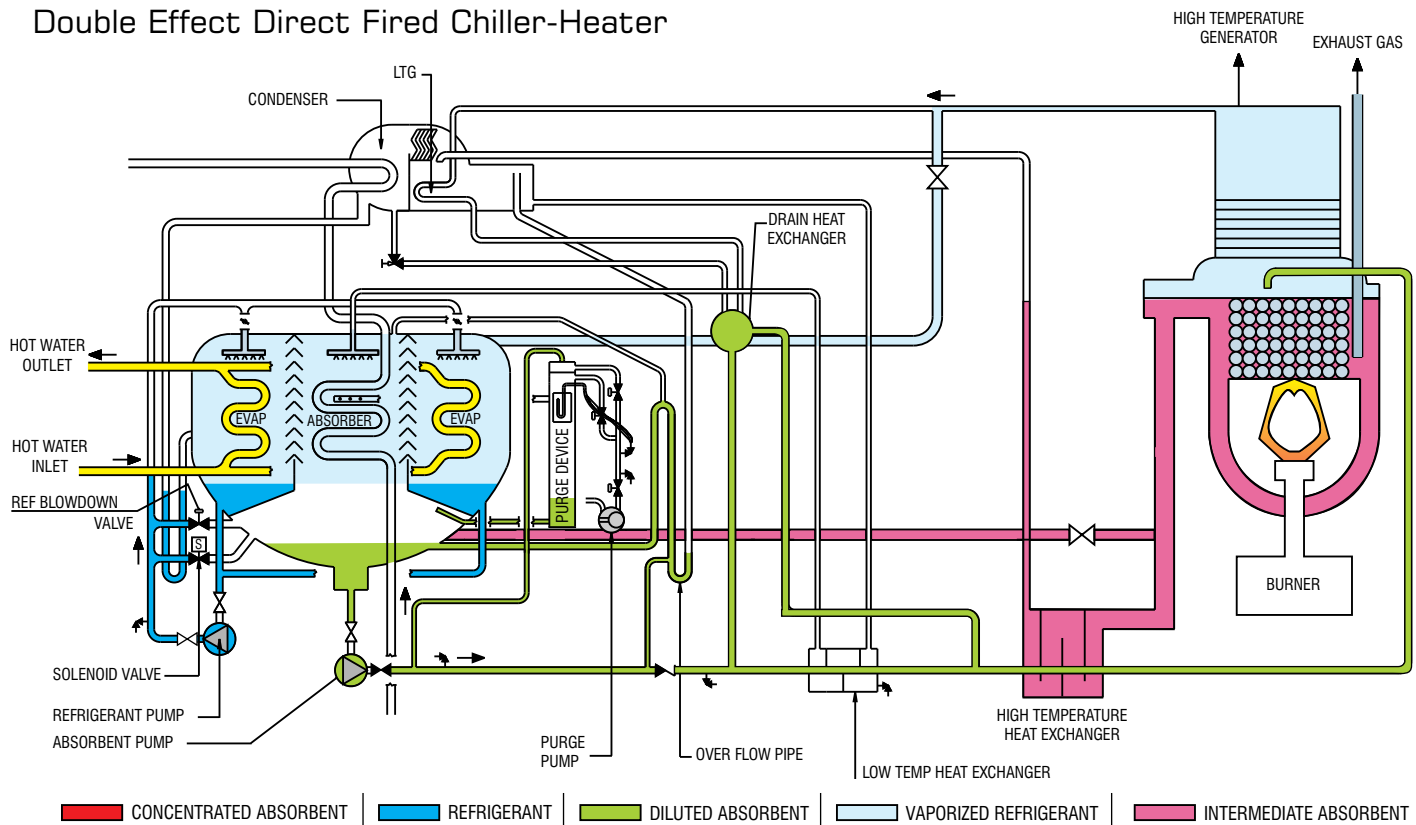 Double Effect Direct Fired Chiller-Heater
HIGH TEMPERATURE
GENERATOR
EXHAUST GAS
LTG
CONDENSER
DRAIN HEAT
EXCHANGER
HOT WATER
OUTLET
EVAP
ABSORBER
EVAP
HOT WATER
INLET
PURGE DEVICE
REF BLOWDOWN
VALVE
S
BURNER
SOLENOID VALVE
REFRIGERANT PUMP
ABSORBENT PUMP
PURGE
PUMP
OVER FLOW PIPE
LOW TEMP HEAT EXCHANGER
HIGH TEMPERATURE
HEAT EXCHANGER
CONCENTRATED ABSORBENT
REFRIGERANT
DILUTED ABSORBENT
VAPORIZED REFRIGERANT
INTERMEDIATE ABSORBENT